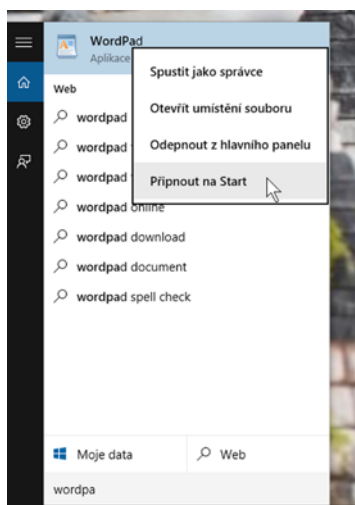 WordPad
Aplikace
Spustit jako správce
Otevřít umístění souboru
Odepnout z hlavního panelu
Připnout na Start
Web
wordpad
wordpad
wordpad
wordpad online
wordpad download
wordpad document
wordpad spell check
Moje data
Web
wordpa